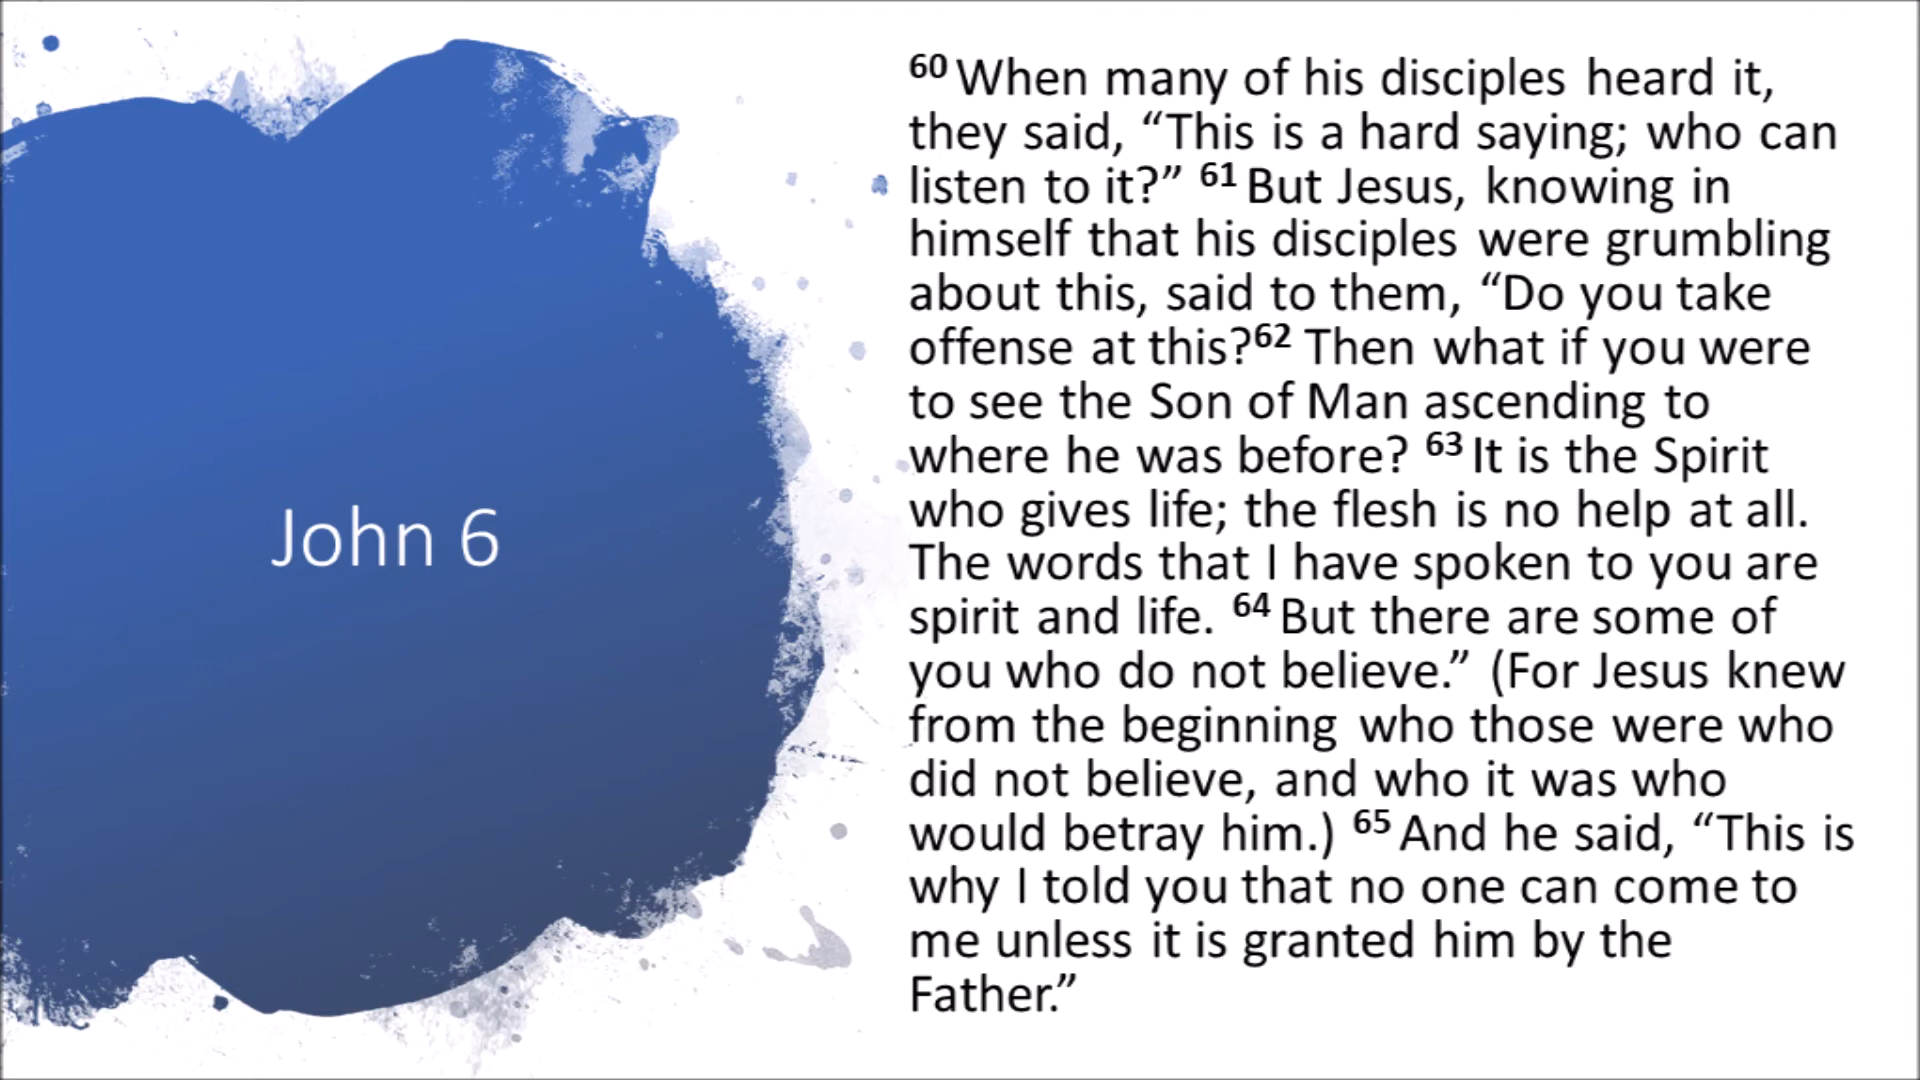 John 6
⁶⁰ When many of his disciples heard it,
they said, “This is a hard saying; who can
listen to it?” ⁶¹ But Jesus, knowing in
himself that his disciples were grumbling
about this, said to them, “Do you take
offense at this?⁶² Then what if you were
to see the Son of Man ascending to
where he was before? ⁶³ It is the Spirit
who gives life; the flesh is no help at all.
The words that I have spoken to you are
spirit and life. ⁶⁴ But there are some of
you who do not believe.” (For Jesus knew
from the beginning who those were who
did not believe, and who it was who
would betray him.) ⁶⁵ And he said, “This is
why I told you that no one can come to
me unless it is granted him by the
Father.”